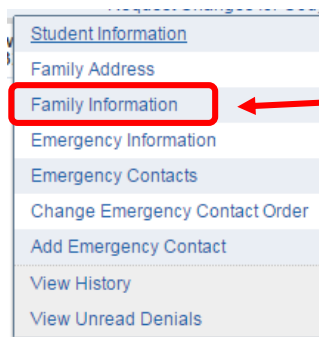 Student Information
Family Address
Family Information
Emergency Information
Emergency Contacts
Change Emergency Contact Order
Add Emergency Contact
View History
View Unread Denials